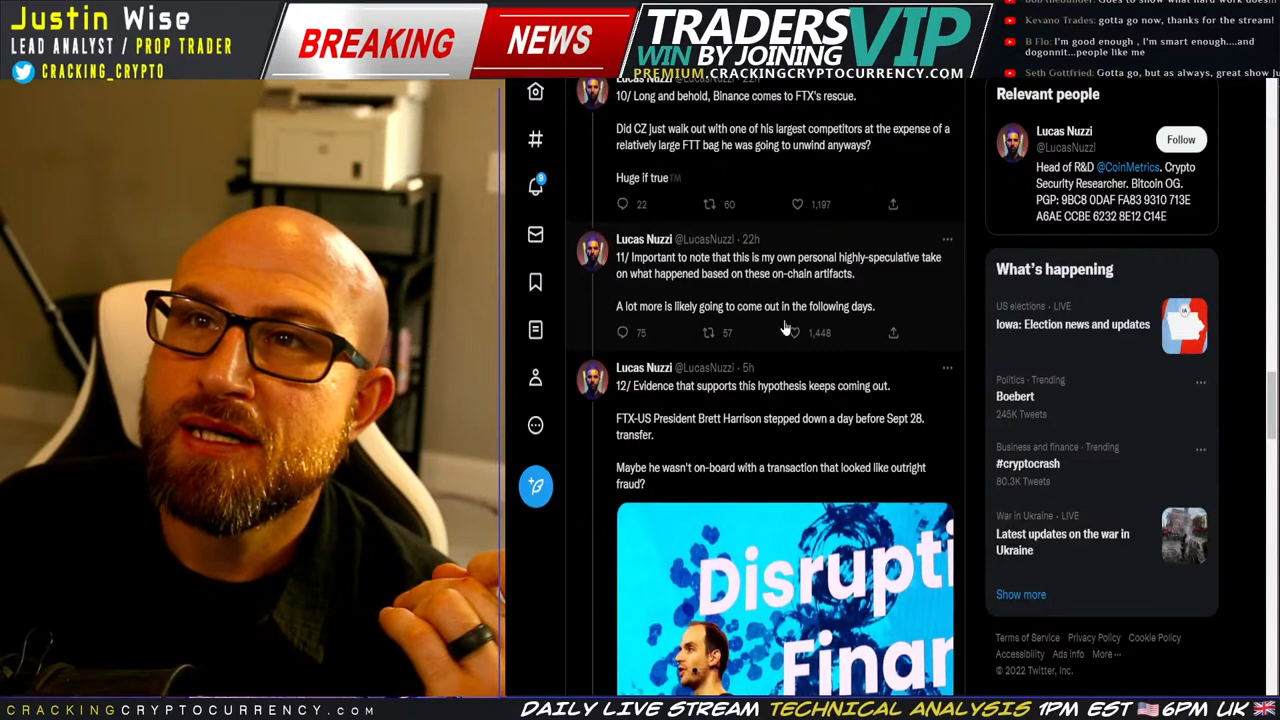 Justin Wise
LEAD ANALYST / PROP TRADER
CRACKING_CRYPTO
BREAKING
NEWS
TRADERS
WIN BY JOINING
VIP
PREMIUM.CRACKINGCRYPTOCURRENCY.COM
Kevano Trades: gotta go now, thanks for the stream!
B Flo: I'm good enough , I'm smart enough....and
dogonnit...people like me
Seth Gottfried: Gotta go, but as always, great show Ju
Lucas Nuzzi @LucasNuzzi · 22h
10/ Long and behold, Binance comes to FTX's rescue.
Did CZ just walk out with one of his largest competitors at the expense of a
relatively large FTT bag he was going to unwind anyways?
Huge if true™
22 60 1,197
Lucas Nuzzi @LucasNuzzi · 22h
11/ Important to note that this is my own personal highly-speculative take
on what happened based on these on-chain artifacts.
A lot more is likely going to come out in the following days.
75 57 1,448
Lucas Nuzzi @LucasNuzzi · 5h
12/ Evidence that supports this hypothesis keeps coming out.
FTX-US President Brett Harrison stepped down a day before Sept 28.
transfer.
Maybe he wasn't on-board with a transaction that looked like outright
fraud?
Disrupti
Finan
9
Relevant people
Lucas Nuzzi
@LucasNuzzi
Follow
Head of R&D @CoinMetrics. Crypto
Security Researcher. Bitcoin OG.
PGP: 9BC8 0DAF FA83 9310 713E
A6AE CCBE 6232 8E12 C14E
What's happening
US elections · LIVE
Iowa: Election news and updates
IA
Politics · Trending
Boebert
245K Tweets
Business and finance · Trending
#cryptocrash
80.3K Tweets
War in Ukraine · LIVE
Latest updates on the war in
Ukraine
Show more
Terms of Service Privacy Policy Cookie Policy
Accessibility Ads info More ...
© 2022 Twitter, Inc.
CRACKINGCRYPTOCURRENCY.COM
DAILY LIVE STREAM TECHNICAL ANALYSIS 1PM EST 6PM UK